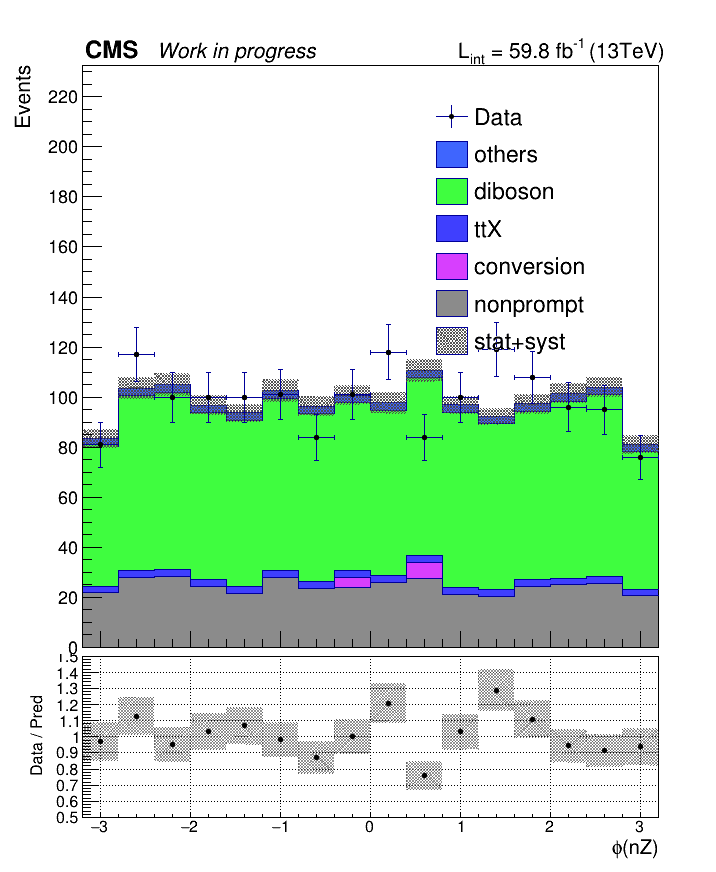 CMS Work in progress L_int = 59.8 fb^-1 (13TeV)
Events
220
200
180
160
140
120
100
80
60
40
20
0
Data
others
diboson
ttX
conversion
nonprompt
stat+syst
Data / Pred
1.5
1.4
1.3
1.2
1.1
1
0.9
0.8
0.7
0.6
0.5
−3 −2 −1 0 1 2 3
ϕ(nZ)